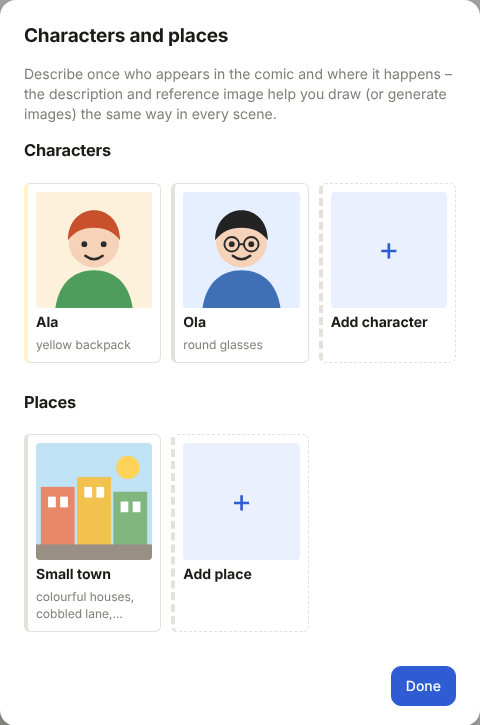 Characters and places
Describe once who appears in the comic and where it happens –
the description and reference image help you draw (or generate
images) the same way in every scene.
Characters
Ala
yellow backpack
Ola
round glasses
+
Add character
Places
Small town
colourful houses,
cobbled lane,...
+
Add place
Done